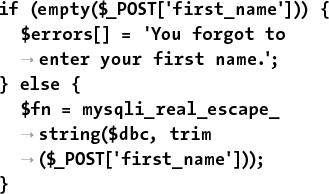 if (empty($_POST['first_name'])) {
$errors[] = 'You forgot to
→ enter your first name.';
} else {
$fn = mysqli_real_escape_
→ string($dbc, trim
→ ($_POST['first_name']));
}